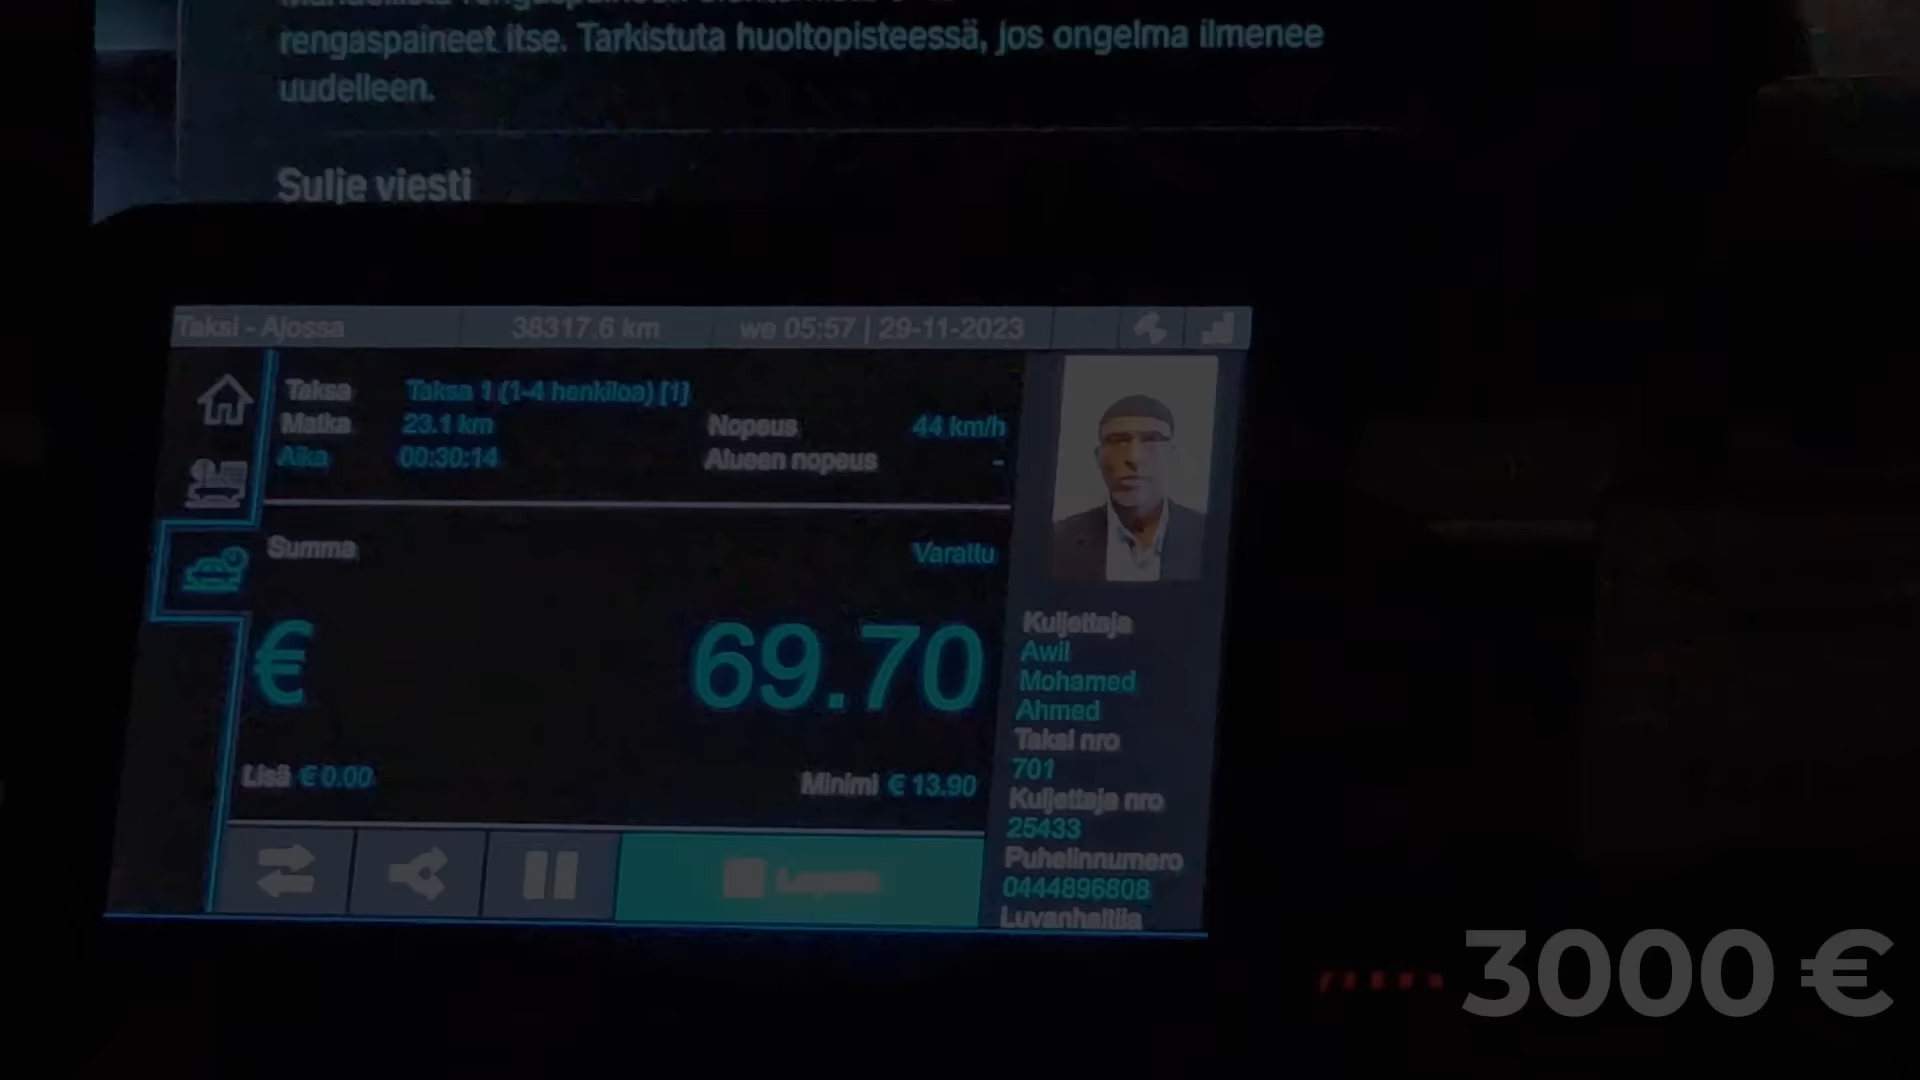 rengaspaineet itse. Tarkistuta huoltopisteessä, jos ongelma ilmenee
uudelleen.
Sulje viesti
Taksi - Ajossa 38317.6 km we 05:57 | 29-11-2023
Taksa Taksa 1 (1-4 henkiloa) [1]
Matka 23.1 km Nopeus 44 km/h
Aika 00:30:14 Alueen nopeus -
Summa Varattu
€ 69.70
Lisä € 0.00 Minimi € 13.90
Kuljettaja
Awil
Mohamed
Ahmed
Taksi nro
701
Kuljettaja nro
25433
Puhelinnumero
0444896808
Luvanhaltija
3000 €